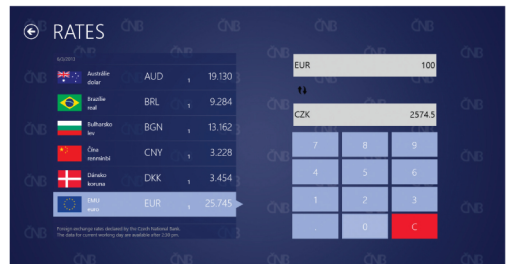 RATES
6/3/2013
Austrálie
dolar
AUD 1 19.130
Brazílie
real
BRL 1 9.284
Bulharsko
lev
BGN 1 13.162
Čína
renminbi
CNY 1 3.228
Dánsko
koruna
DKK 1 3.454
EMU
euro
EUR 1 25.745
Foreign exchange rates declared by the Czech National Bank.
The data for current working day are available after 2:30 pm.
EUR 100
CZK 2574.5
7 8 9
4 5 6
1 2 3
. 0 C
ČNB